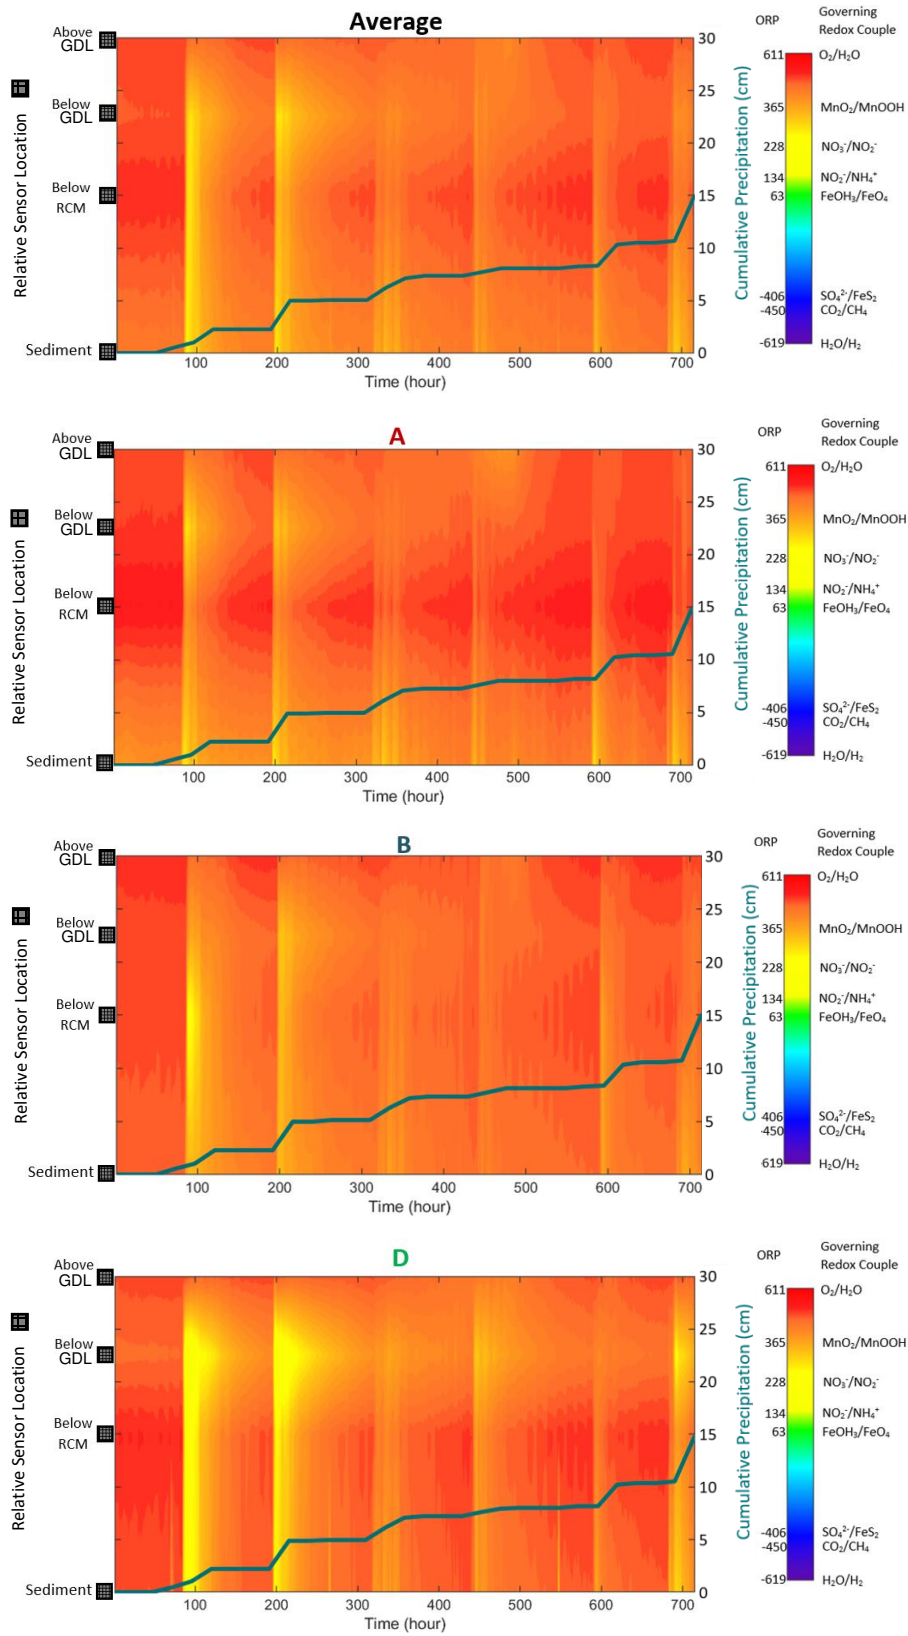 Average
Above
GDL
Below
GDL
Below
RCM
Sediment
Relative Sensor Location
30
25
20
15
10
5
0
Cumulative Precipitation (cm)
100 200 300 400 500 600 700
Time (hour)
ORP
Governing
Redox Couple
611 O₂/H₂O
365 MnO₂/MnOOH
228 NO₃⁻/NO₂⁻
134 NO₂⁻/NH₄⁺
63 FeOH₃/FeO₄
-406 SO₄²⁻/FeS₂
-450 CO₂/CH₄
-619 H₂O/H₂
A
Above
GDL
Below
GDL
Below
RCM
Sediment
Relative Sensor Location
30
25
20
15
10
5
0
Cumulative Precipitation (cm)
100 200 300 400 500 600 700
Time (hour)
ORP
Governing
Redox Couple
611 O₂/H₂O
365 MnO₂/MnOOH
228 NO₃⁻/NO₂⁻
134 NO₂⁻/NH₄⁺
63 FeOH₃/FeO₄
-406 SO₄²⁻/FeS₂
-450 CO₂/CH₄
-619 H₂O/H₂
B
Above
GDL
Below
GDL
Below
RCM
Sediment
Relative Sensor Location
30
25
20
15
10
5
0
Cumulative Precipitation (cm)
100 200 300 400 500 600 700
Time (hour)
ORP
Governing
Redox Couple
611 O₂/H₂O
365 MnO₂/MnOOH
228 NO₃⁻/NO₂⁻
134 NO₂⁻/NH₄⁺
63 FeOH₃/FeO₄
406 SO₄²⁻/FeS₂
450 CO₂/CH₄
619 H₂O/H₂
D
Above
GDL
Below
GDL
Below
RCM
Sediment
Relative Sensor Location
30
25
20
15
10
5
0
Cumulative Precipitation (cm)
100 200 300 400 500 600 700
Time (hour)
ORP
Governing
Redox Couple
611 O₂/H₂O
365 MnO₂/MnOOH
228 NO₃⁻/NO₂⁻
134 NO₂⁻/NH₄⁺
63 FeOH₃/FeO₄
-406 SO₄²⁻/FeS₂
-450 CO₂/CH₄
-619 H₂O/H₂